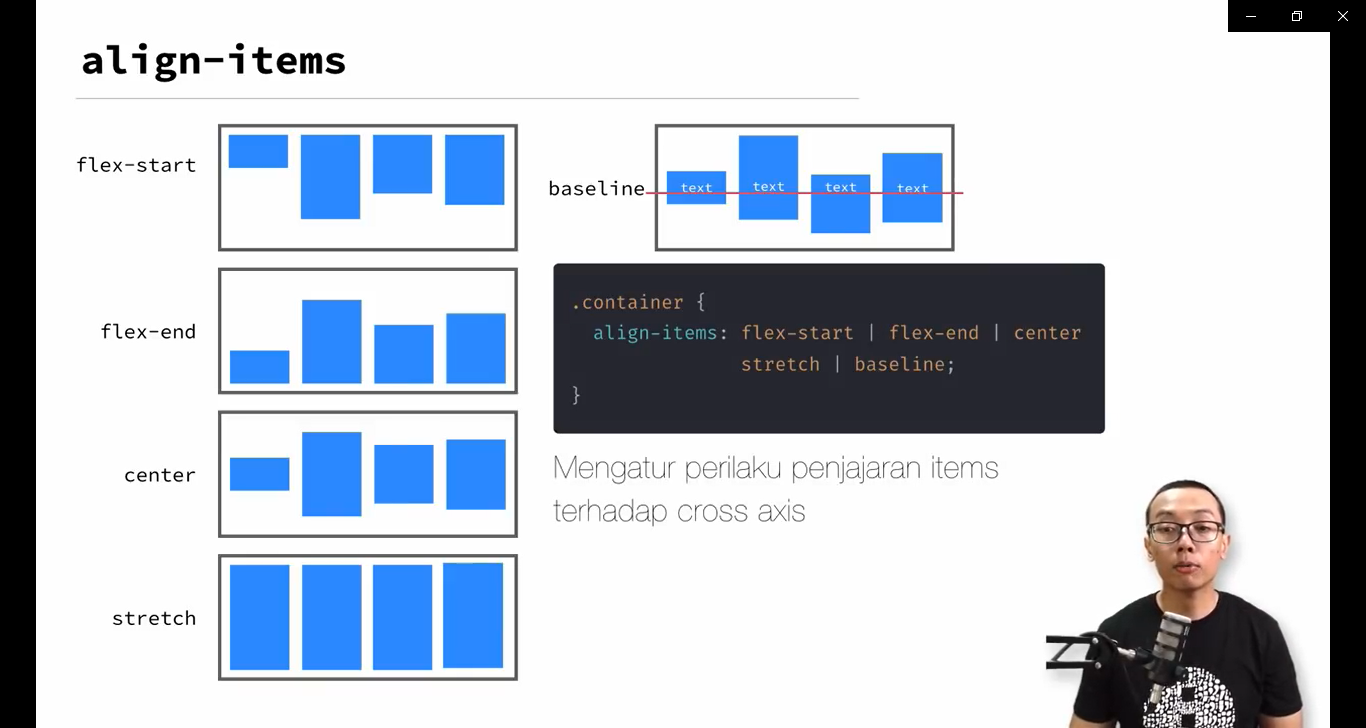 align-items
flex-start
flex-end
center
stretch
baseline
text text text text
.container {
align-items: flex-start | flex-end | center
stretch | baseline;
}
Mengatur perilaku penjajaran items
terhadap cross axis